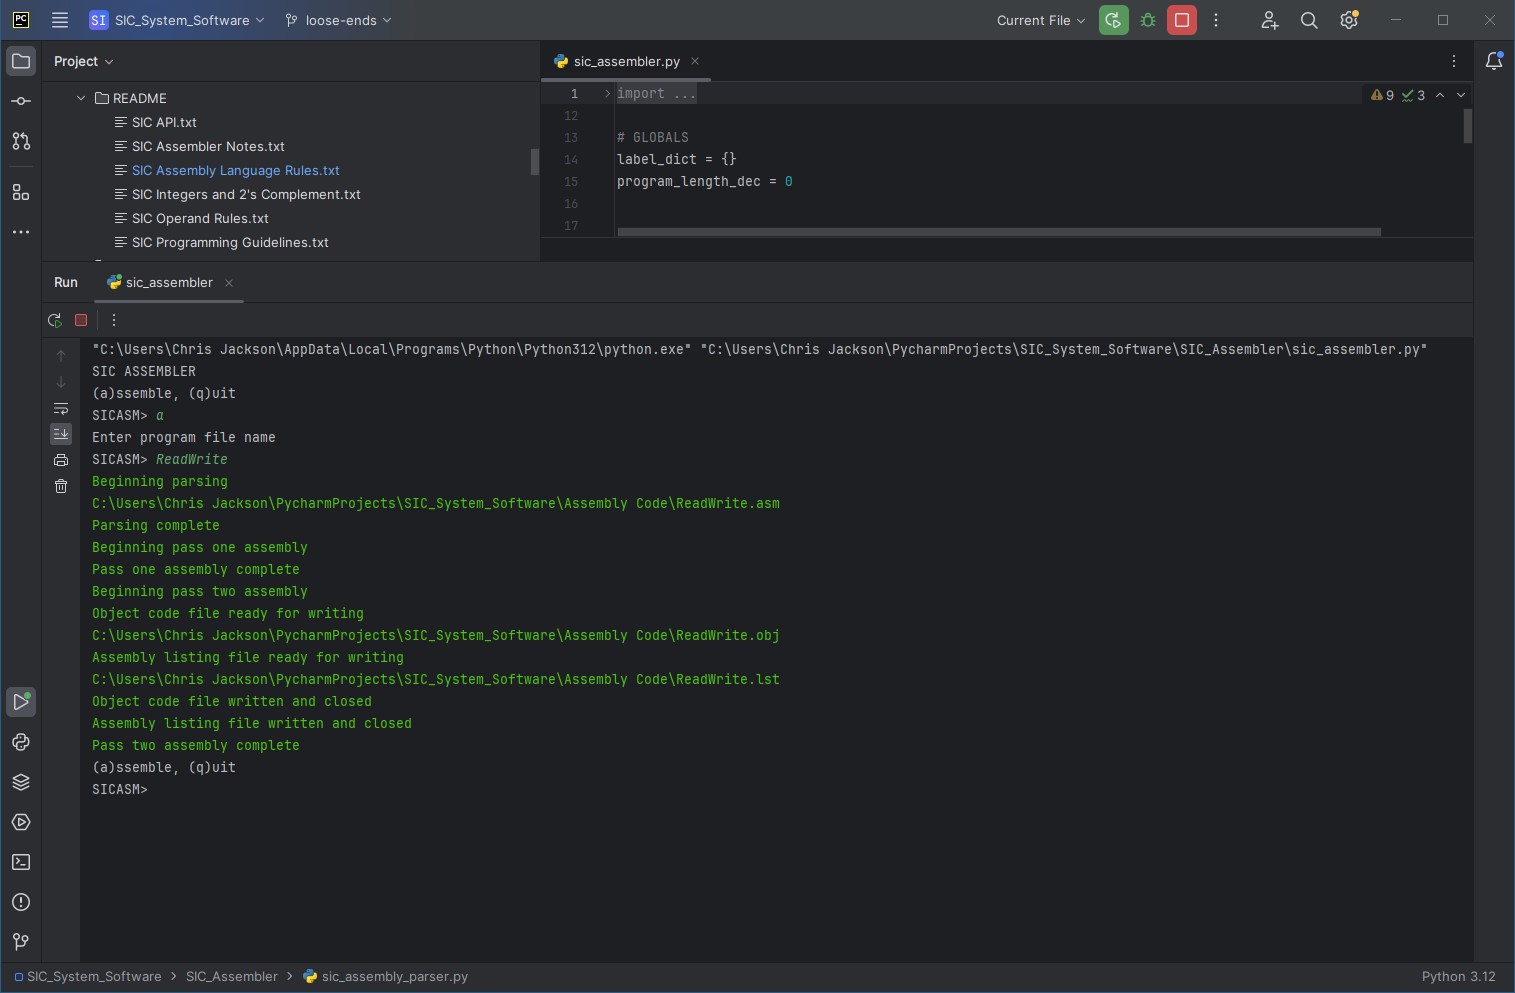 PC SI SIC_System_Software loose-ends Current File
Project
README
SIC API.txt
SIC Assembler Notes.txt
SIC Assembly Language Rules.txt
SIC Integers and 2's Complement.txt
SIC Operand Rules.txt
SIC Programming Guidelines.txt
sic_assembler.py
1 import ... 9 3
12
13 # GLOBALS
14 label_dict = {}
15 program_length_dec = 0
16
17
Run sic_assembler
"C:\Users\Chris Jackson\AppData\Local\Programs\Python\Python312\python.exe" "C:\Users\Chris Jackson\PycharmProjects\SIC_System_Software\SIC_Assembler\sic_assembler.py"
SIC ASSEMBLER
(a)ssemble, (q)uit
SICASM> a
Enter program file name
SICASM> ReadWrite
Beginning parsing
C:\Users\Chris Jackson\PycharmProjects\SIC_System_Software\Assembly Code\ReadWrite.asm
Parsing complete
Beginning pass one assembly
Pass one assembly complete
Beginning pass two assembly
Object code file ready for writing
C:\Users\Chris Jackson\PycharmProjects\SIC_System_Software\Assembly Code\ReadWrite.obj
Assembly listing file ready for writing
C:\Users\Chris Jackson\PycharmProjects\SIC_System_Software\Assembly Code\ReadWrite.lst
Object code file written and closed
Assembly listing file written and closed
Pass two assembly complete
(a)ssemble, (q)uit
SICASM>
SIC_System_Software > SIC_Assembler > sic_assembly_parser.py Python 3.12